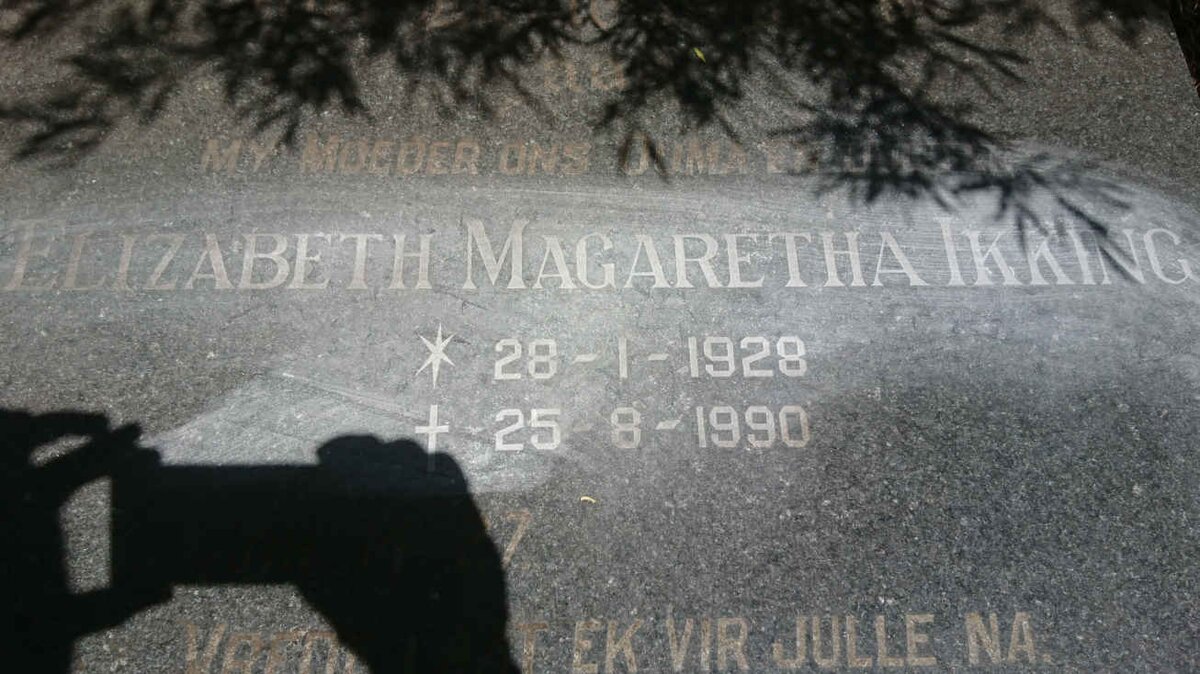 MY MOEDER ONS OUMA
ELIZABETH MAGARETHA IKKING
28-1-1928
25-8-1990
EK VIR JULLE NA.